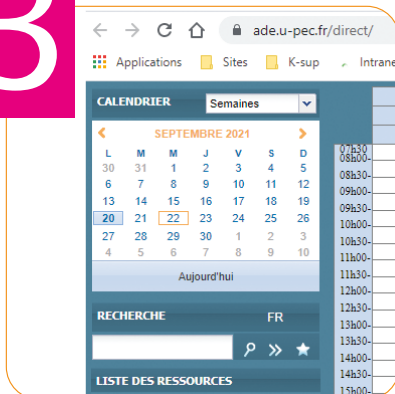 3
ade.u-pec.fr/direct/
Applications Sites K-sup Intrane
CALENDRIER Semaines
SEPTEMBRE 2021
L M M J V S D
30 31 1 2 3 4 5
6 7 8 9 10 11 12
13 14 15 16 17 18 19
20 21 22 23 24 25 26
27 28 29 30 1 2 3
4 5 6 7 8 9 10
Aujourd'hui
RECHERCHE FR
LISTE DES RESSOURCES
07h30
08h00
08h30
09h00
09h30
10h00
10h30
11h00
11h30
12h00
12h30
13h00
13h30
14h00
14h30
15h00